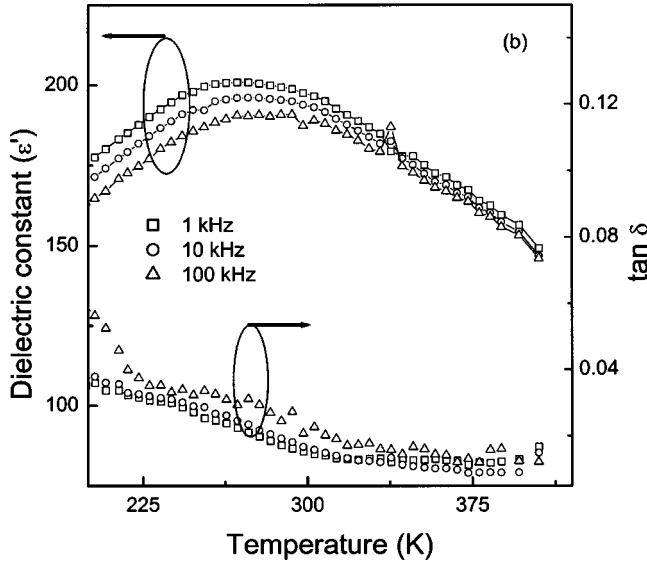 (b)
200
150
100
Dielectric constant (ε')
0.12
0.08
0.04
tan δ
1 kHz
10 kHz
100 kHz
225
300
375
Temperature (K)